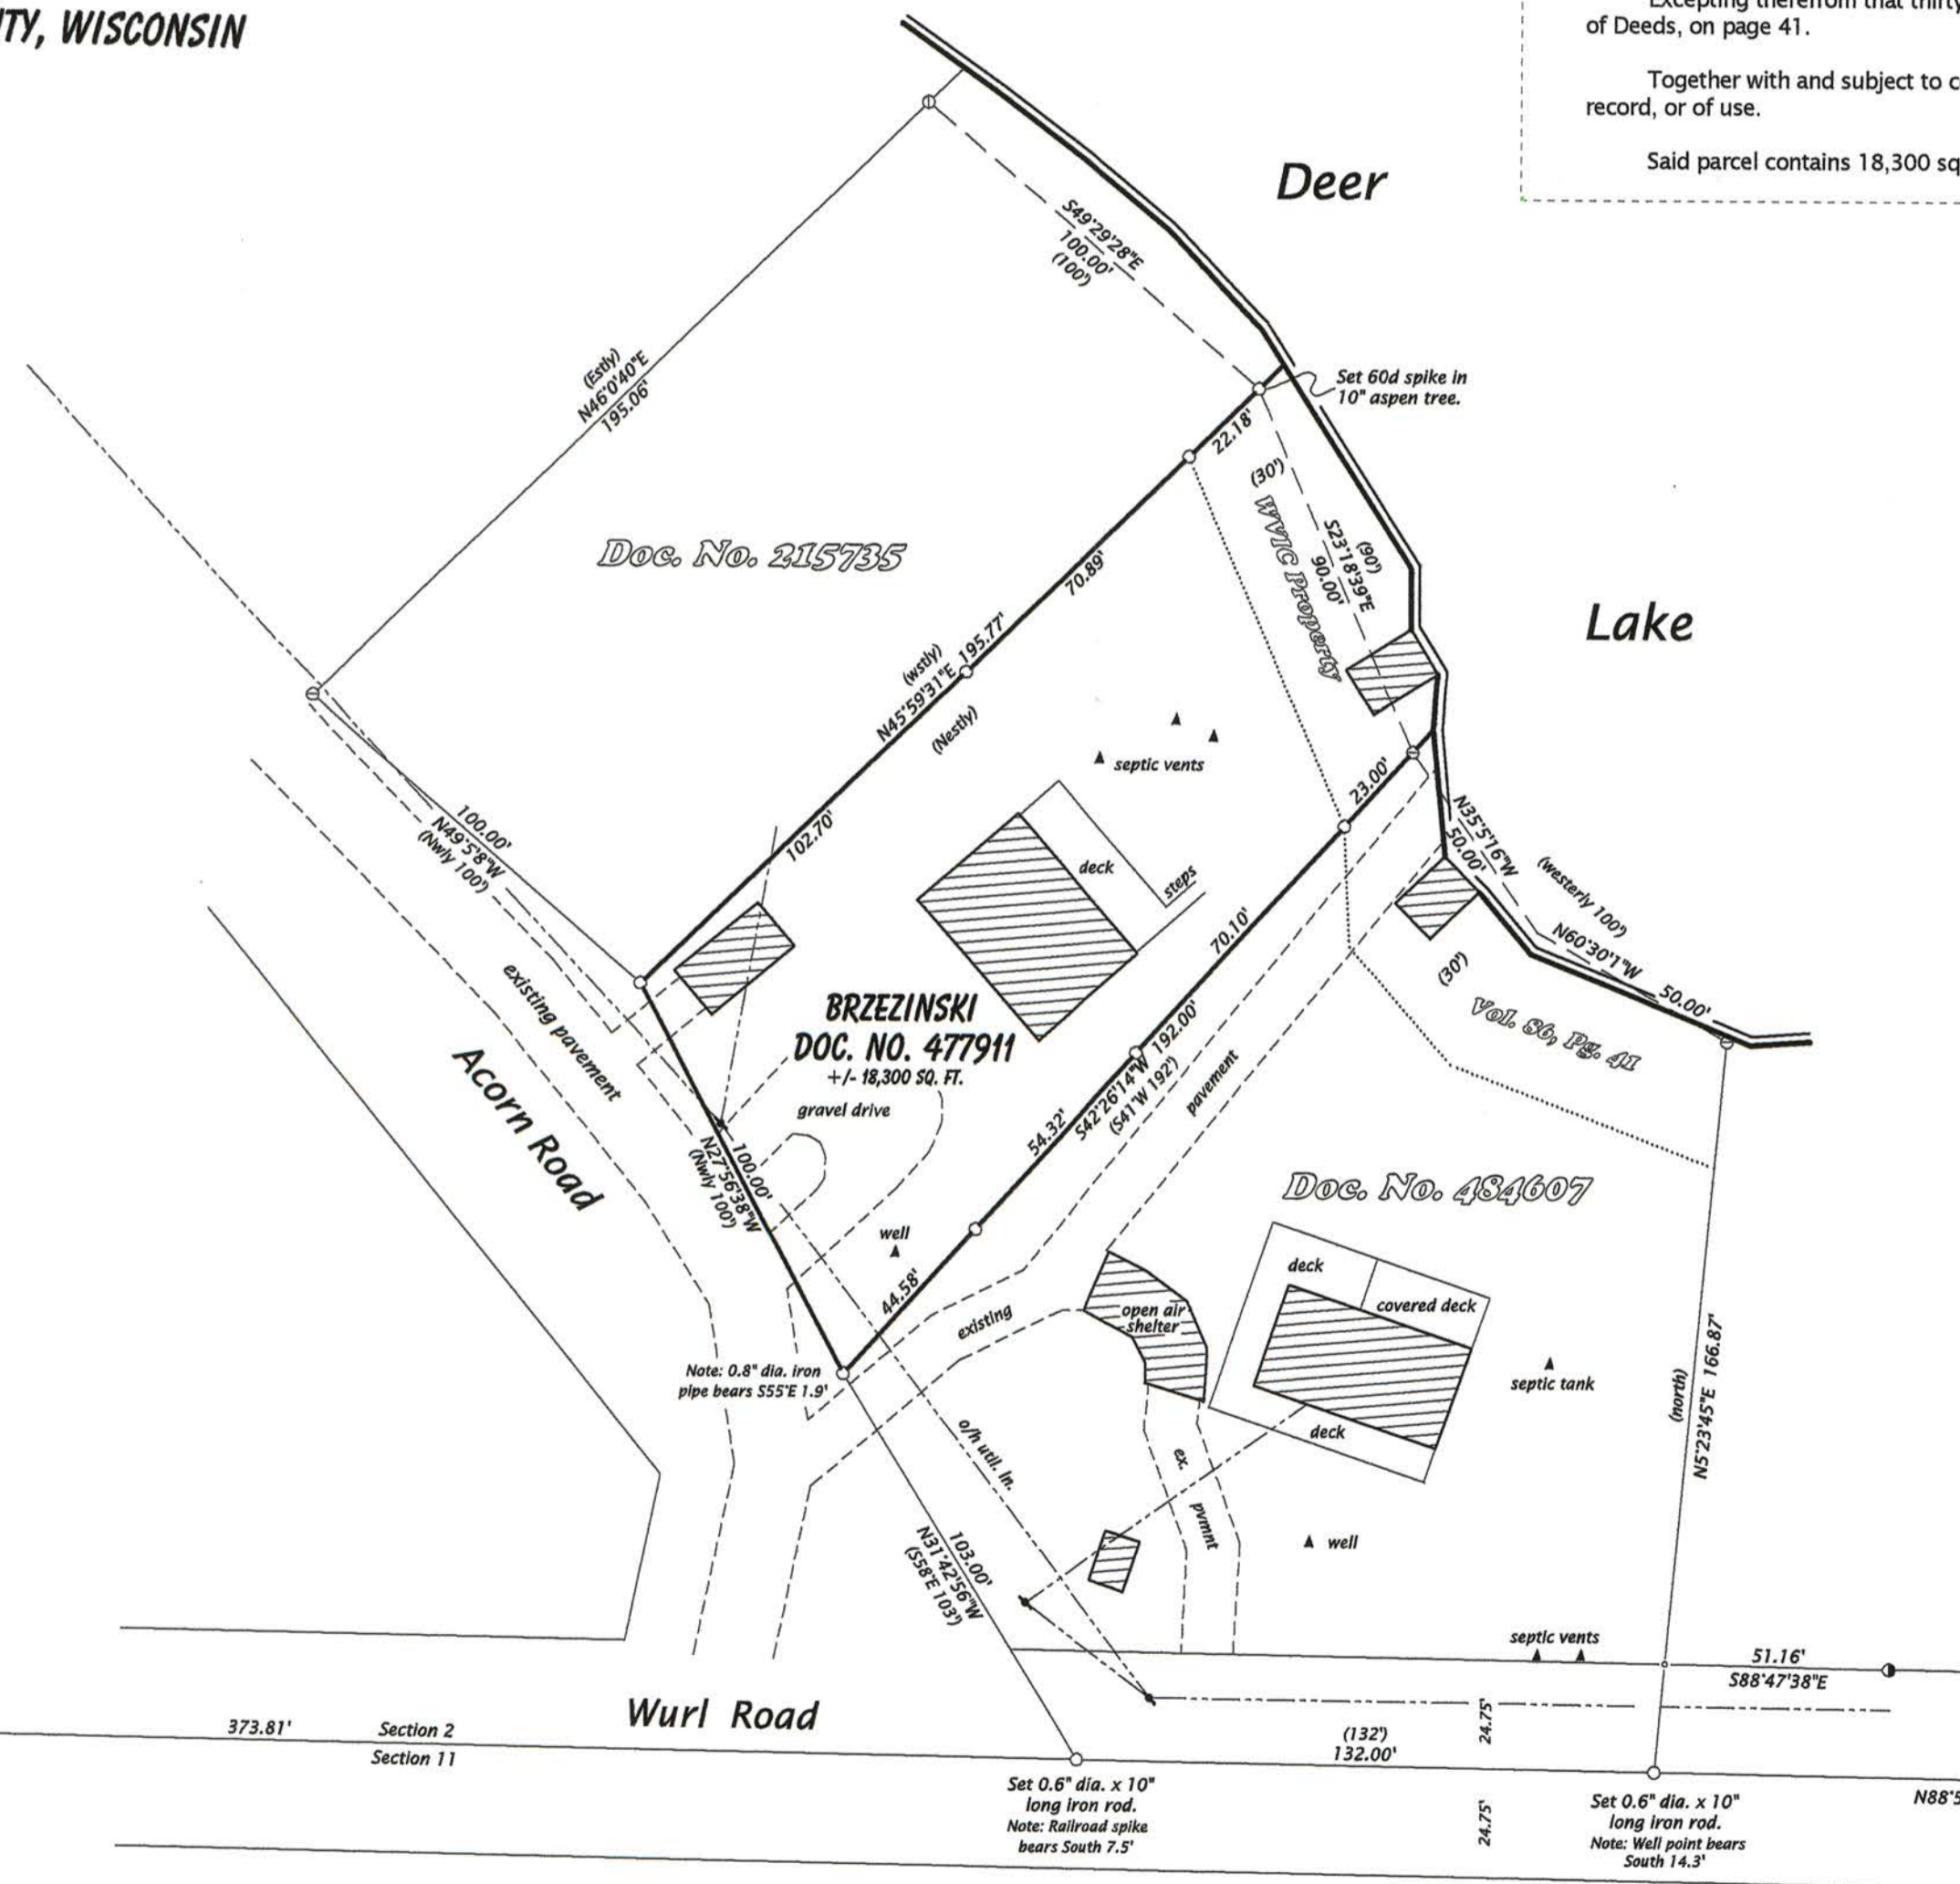 TY, WISCONSIN
of Deeds, on page 41.
Together with and subject to
record, or of use.
Said parcel contains 18,300 sq
Deer
Lake
S49°29'28"E
100.00'
(100')
Set 60d spike in
10" aspen tree.
(Estly)
N46°0'40"E
195.06'
22.18'
(30')
WVIC Property
(90')
S23°18'39"E
90.00'
Doc. No. 215735
70.89'
(wstly)
N45°59'31"E 195.77'
(Nestly)
septic vents
102.70'
23.00'
100.00'
N49°5'8"W
(Nwly 100')
deck
steps
N35°5'16"W
50.00'
(westerly 100')
N60°30'1"W
50.00'
(30')
Vol. 86, Pg. 41
70.10'
existing pavement
Acorn Road
BRZEZINSKI
DOC. NO. 477911
+/- 18,300 SQ. FT.
gravel drive
S42°26'14"W 192.00'
(S41°W 192')
54.32'
pavement
100.00'
N27°56'38"W
(Nwly 100')
well
44.58'
Doc. No. 484607
deck
covered deck
open air
shelter
existing
Note: 0.8" dia. iron
pipe bears S55°E 1.9'
septic tank
deck
(north)
N5°23'45"E 166.87'
o/h util. ln.
ex.
pvmnt
well
103.00'
N31°42'56"W
(S58°E 103')
septic vents
51.16'
S88°47'38"E
Wurl Road
373.81'
Section 2
Section 11
(132')
132.00'
24.75'
24.75'
Set 0.6" dia. x 10"
long iron rod.
Note: Railroad spike
bears South 7.5'
Set 0.6" dia. x 10"
long iron rod.
Note: Well point bears
South 14.3'
N88°5